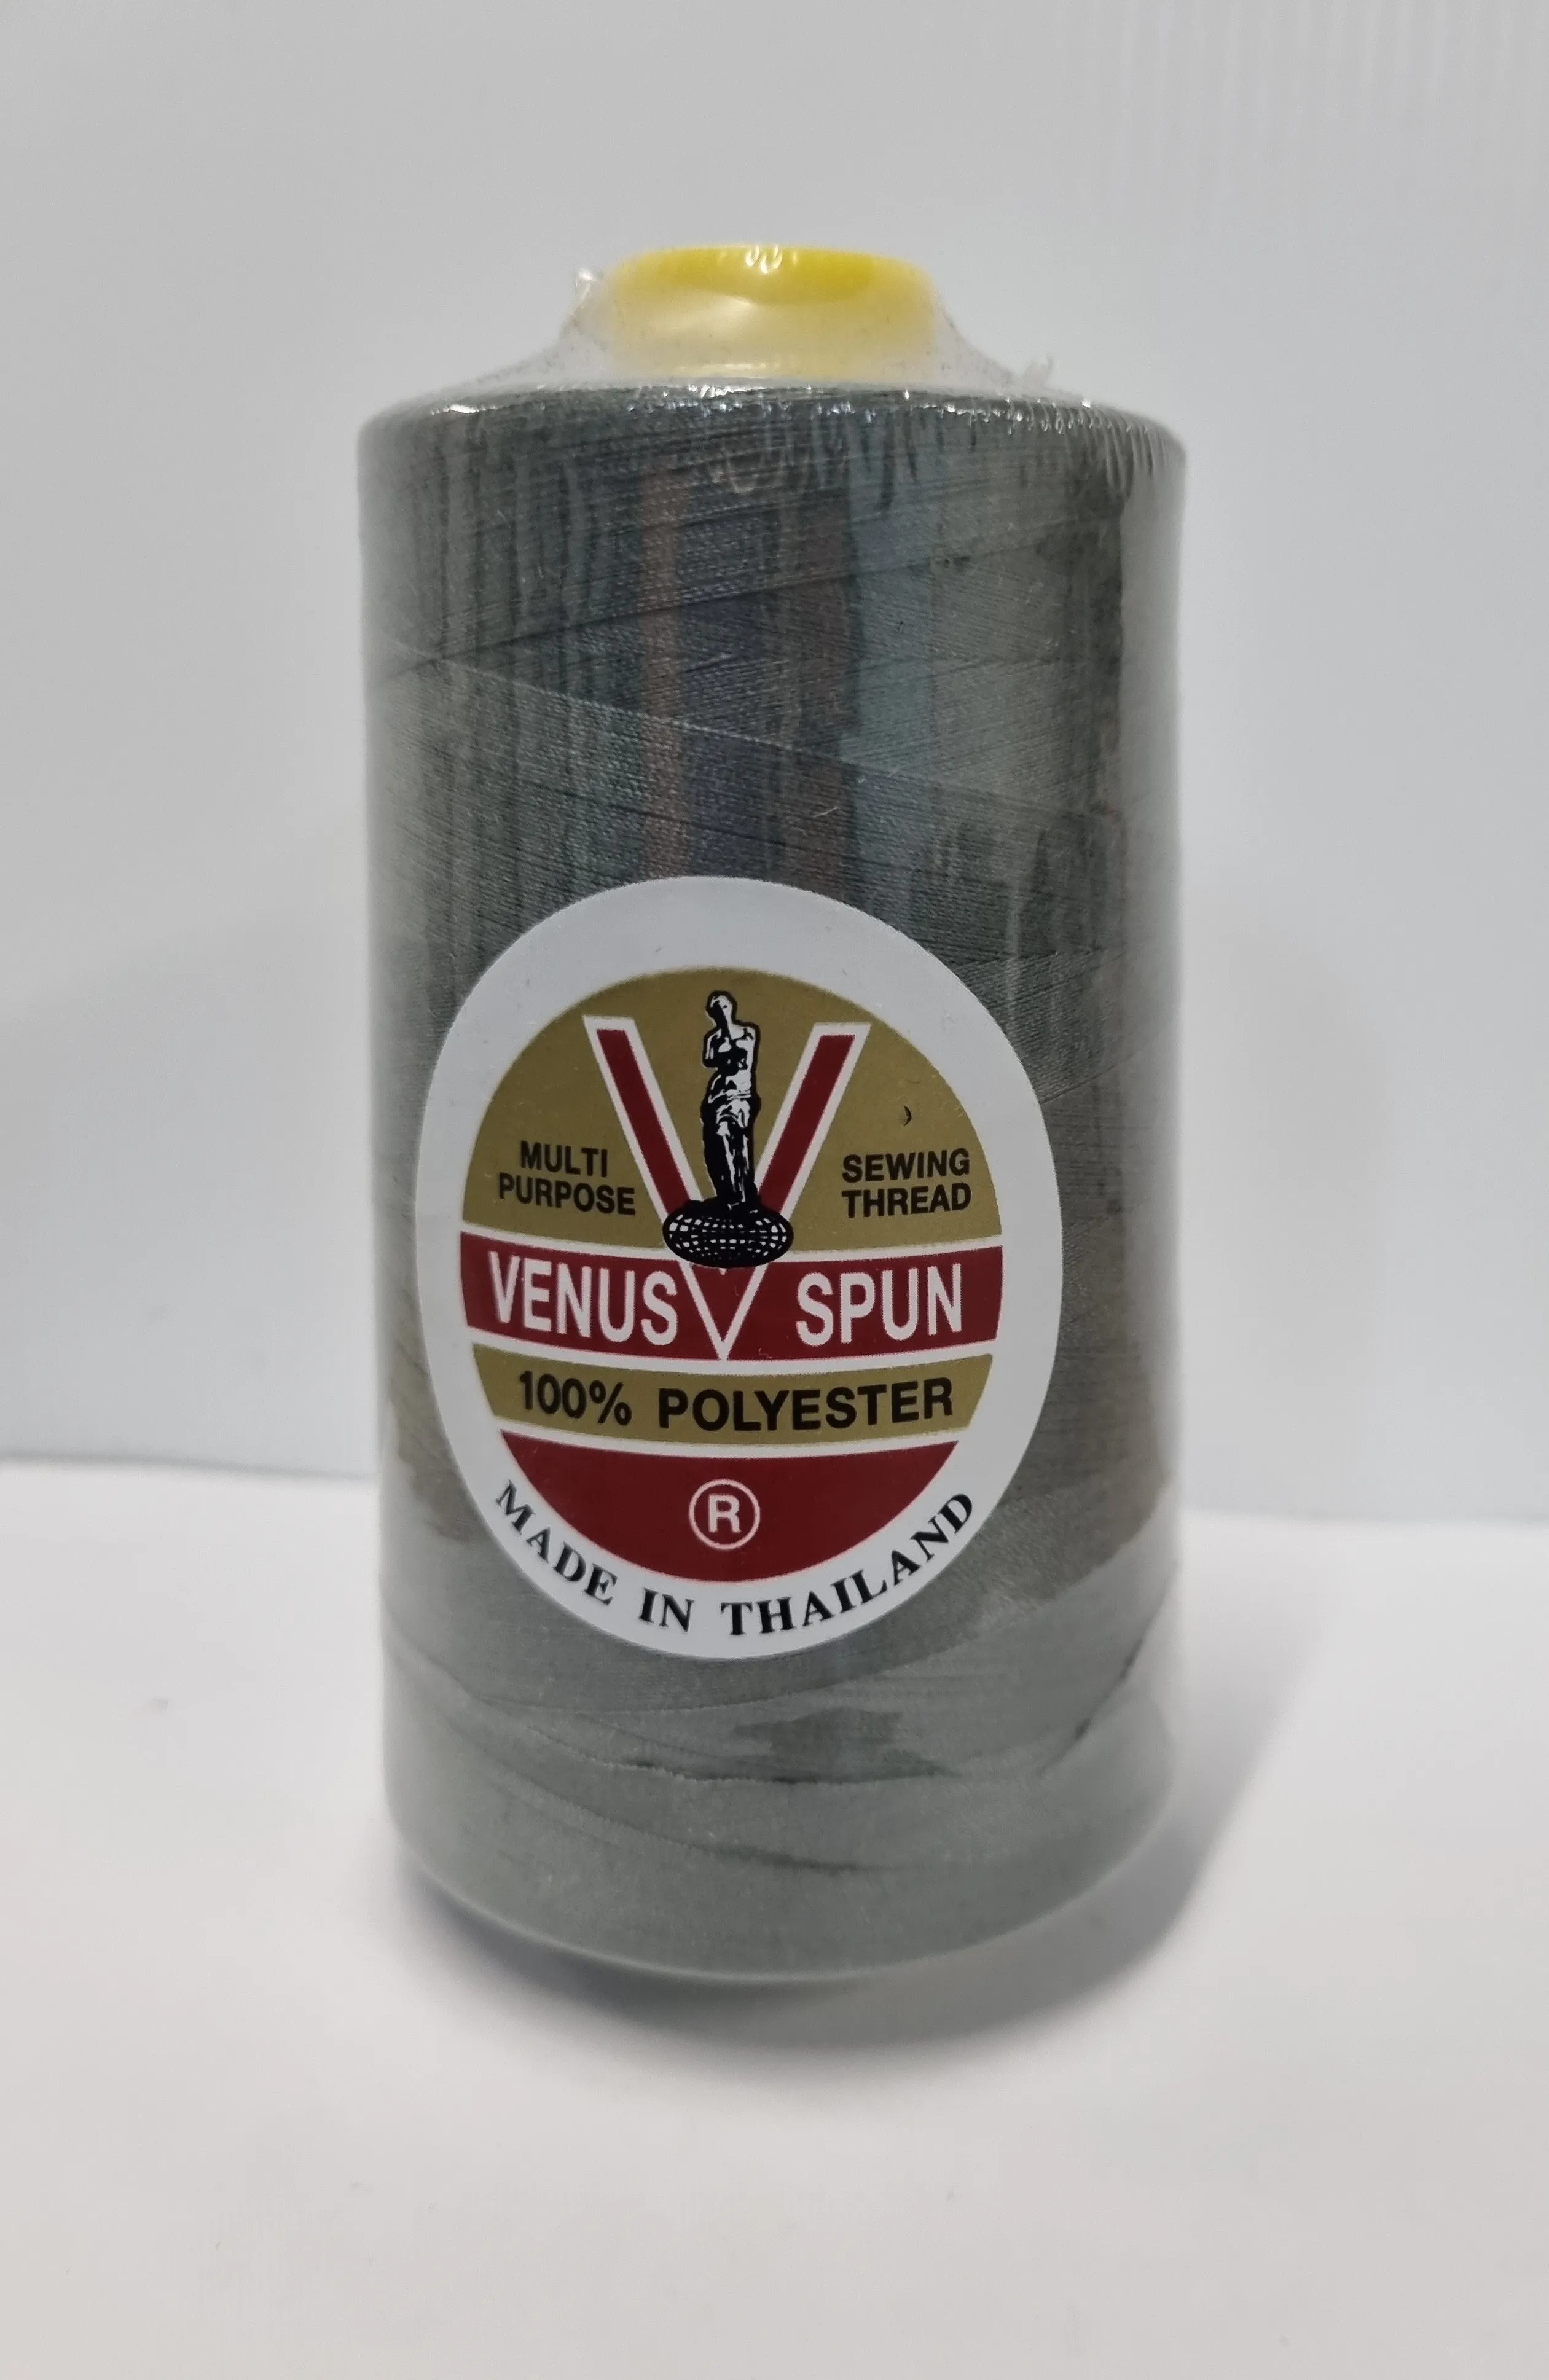 MULTI
PURPOSE
SEWING
THREAD
VENUS V SPUN
100% POLYESTER
®
MADE IN THAILAND